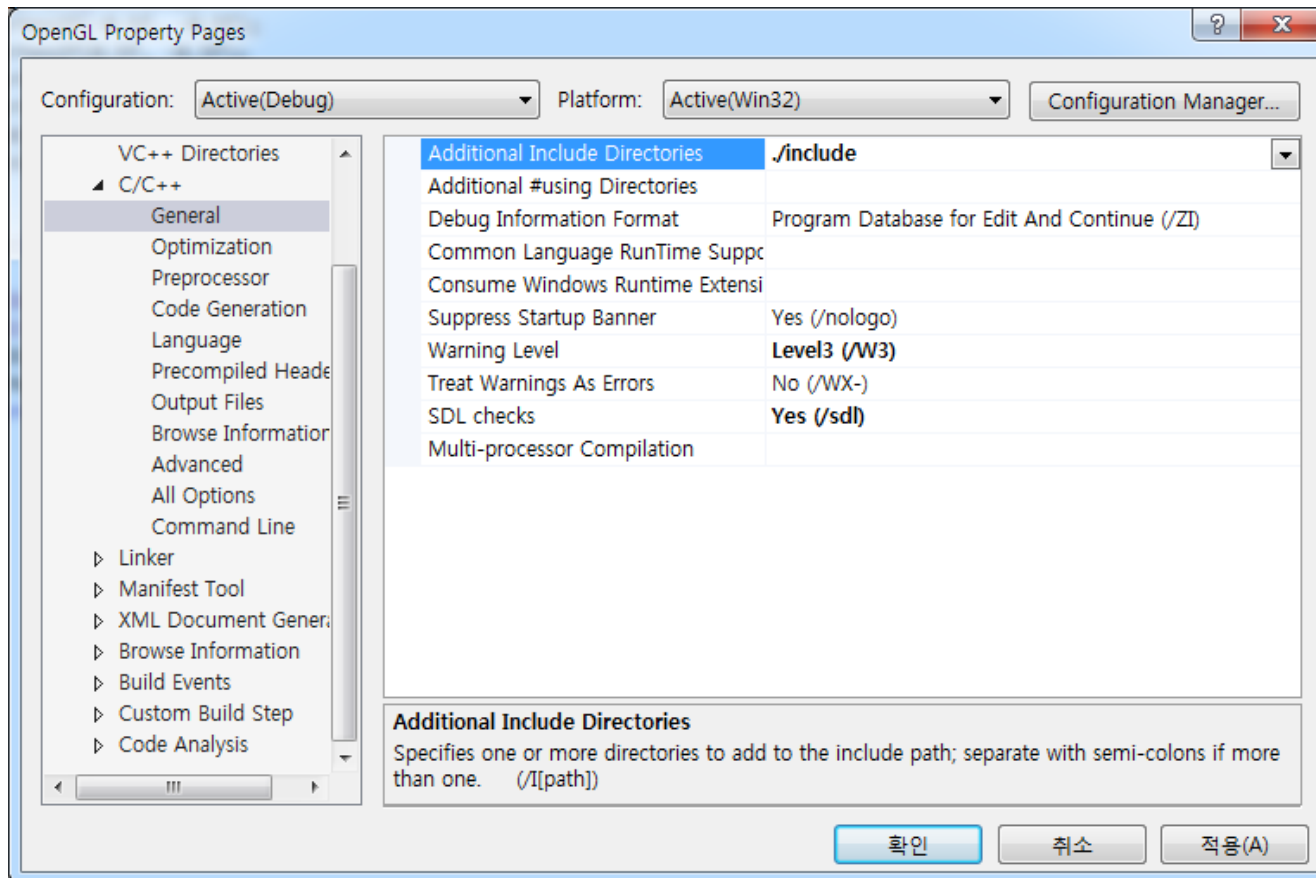 OpenGL Property Pages
Configuration: Active(Debug) Platform: Active(Win32) Configuration Manager...
VC++ Directories
C/C++
General
Optimization
Preprocessor
Code Generation
Language
Precompiled Heade
Output Files
Browse Information
Advanced
All Options
Command Line
Linker
Manifest Tool
XML Document Genera
Browse Information
Build Events
Custom Build Step
Code Analysis
Additional Include Directories ./include
Additional #using Directories
Debug Information Format Program Database for Edit And Continue (/ZI)
Common Language RunTime Suppo
Consume Windows Runtime Extensi
Suppress Startup Banner Yes (/nologo)
Warning Level Level3 (/W3)
Treat Warnings As Errors No (/WX-)
SDL checks Yes (/sdl)
Multi-processor Compilation
Additional Include Directories
Specifies one or more directories to add to the include path; separate with semi-colons if more
than one. (/I[path])
확인 취소 적용(A)